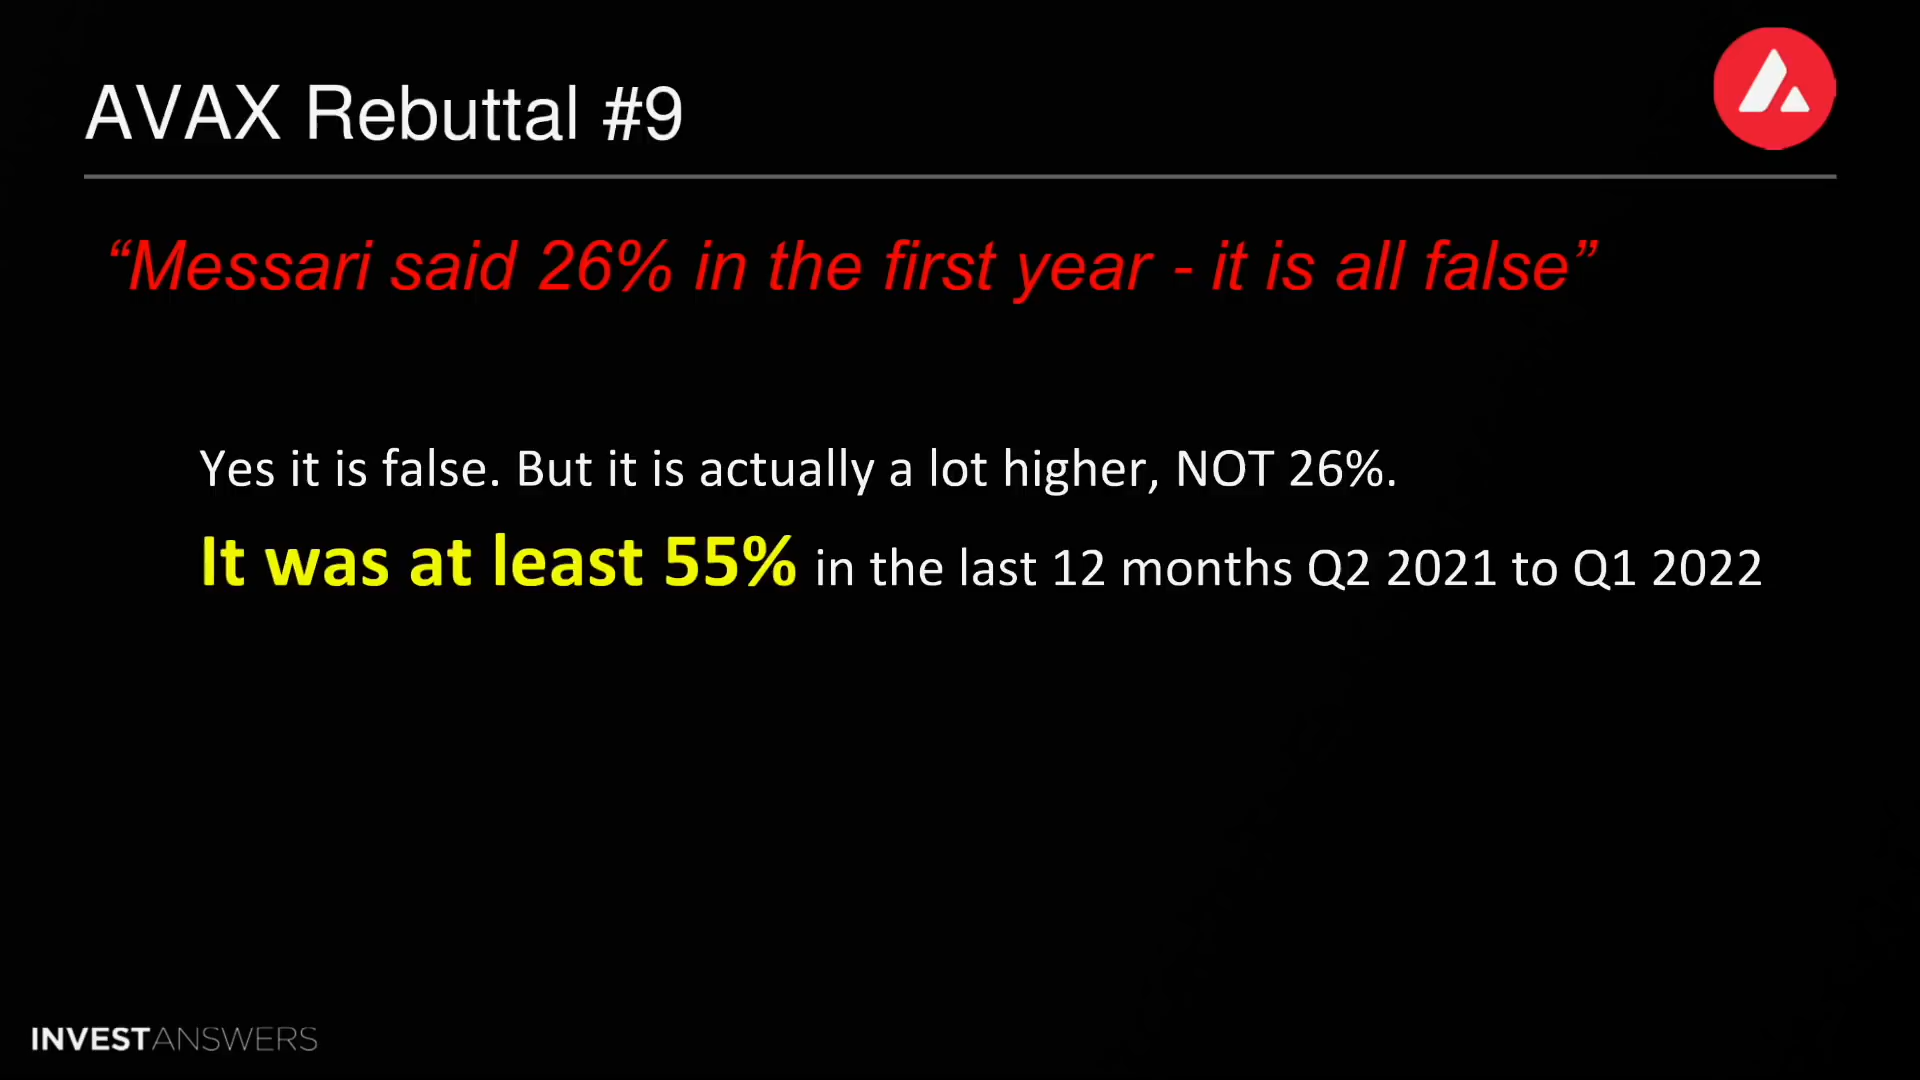 AVAX Rebuttal #9
“Messari said 26% in the first year - it is all false”
Yes it is false. But it is actually a lot higher, NOT 26%.
It was at least 55% in the last 12 months Q2 2021 to Q1 2022
INVESTANSWERS